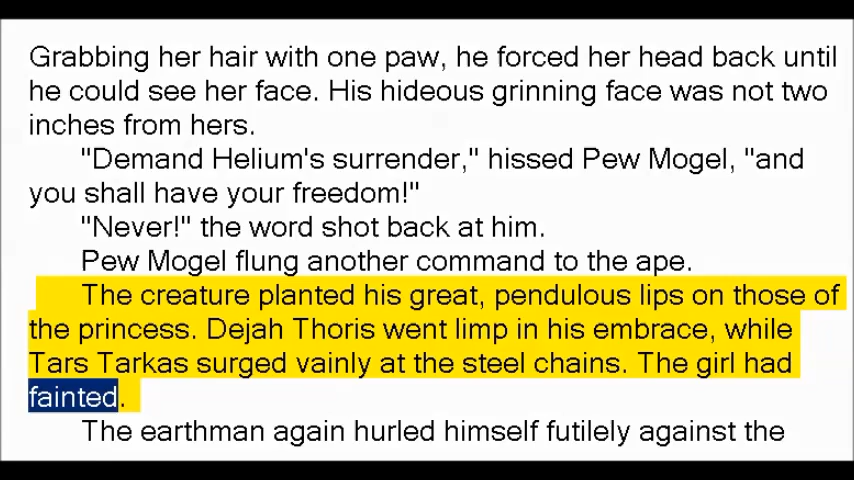 Grabbing her hair with one paw, he forced her head back until
he could see her face. His hideous grinning face was not two
inches from hers.
"Demand Helium's surrender," hissed Pew Mogel, "and
you shall have your freedom!"
"Never!" the word shot back at him.
Pew Mogel flung another command to the ape.
The creature planted his great, pendulous lips on those of
the princess. Dejah Thoris went limp in his embrace, while
Tars Tarkas surged vainly at the steel chains. The girl had
fainted.
The earthman again hurled himself futilely against the